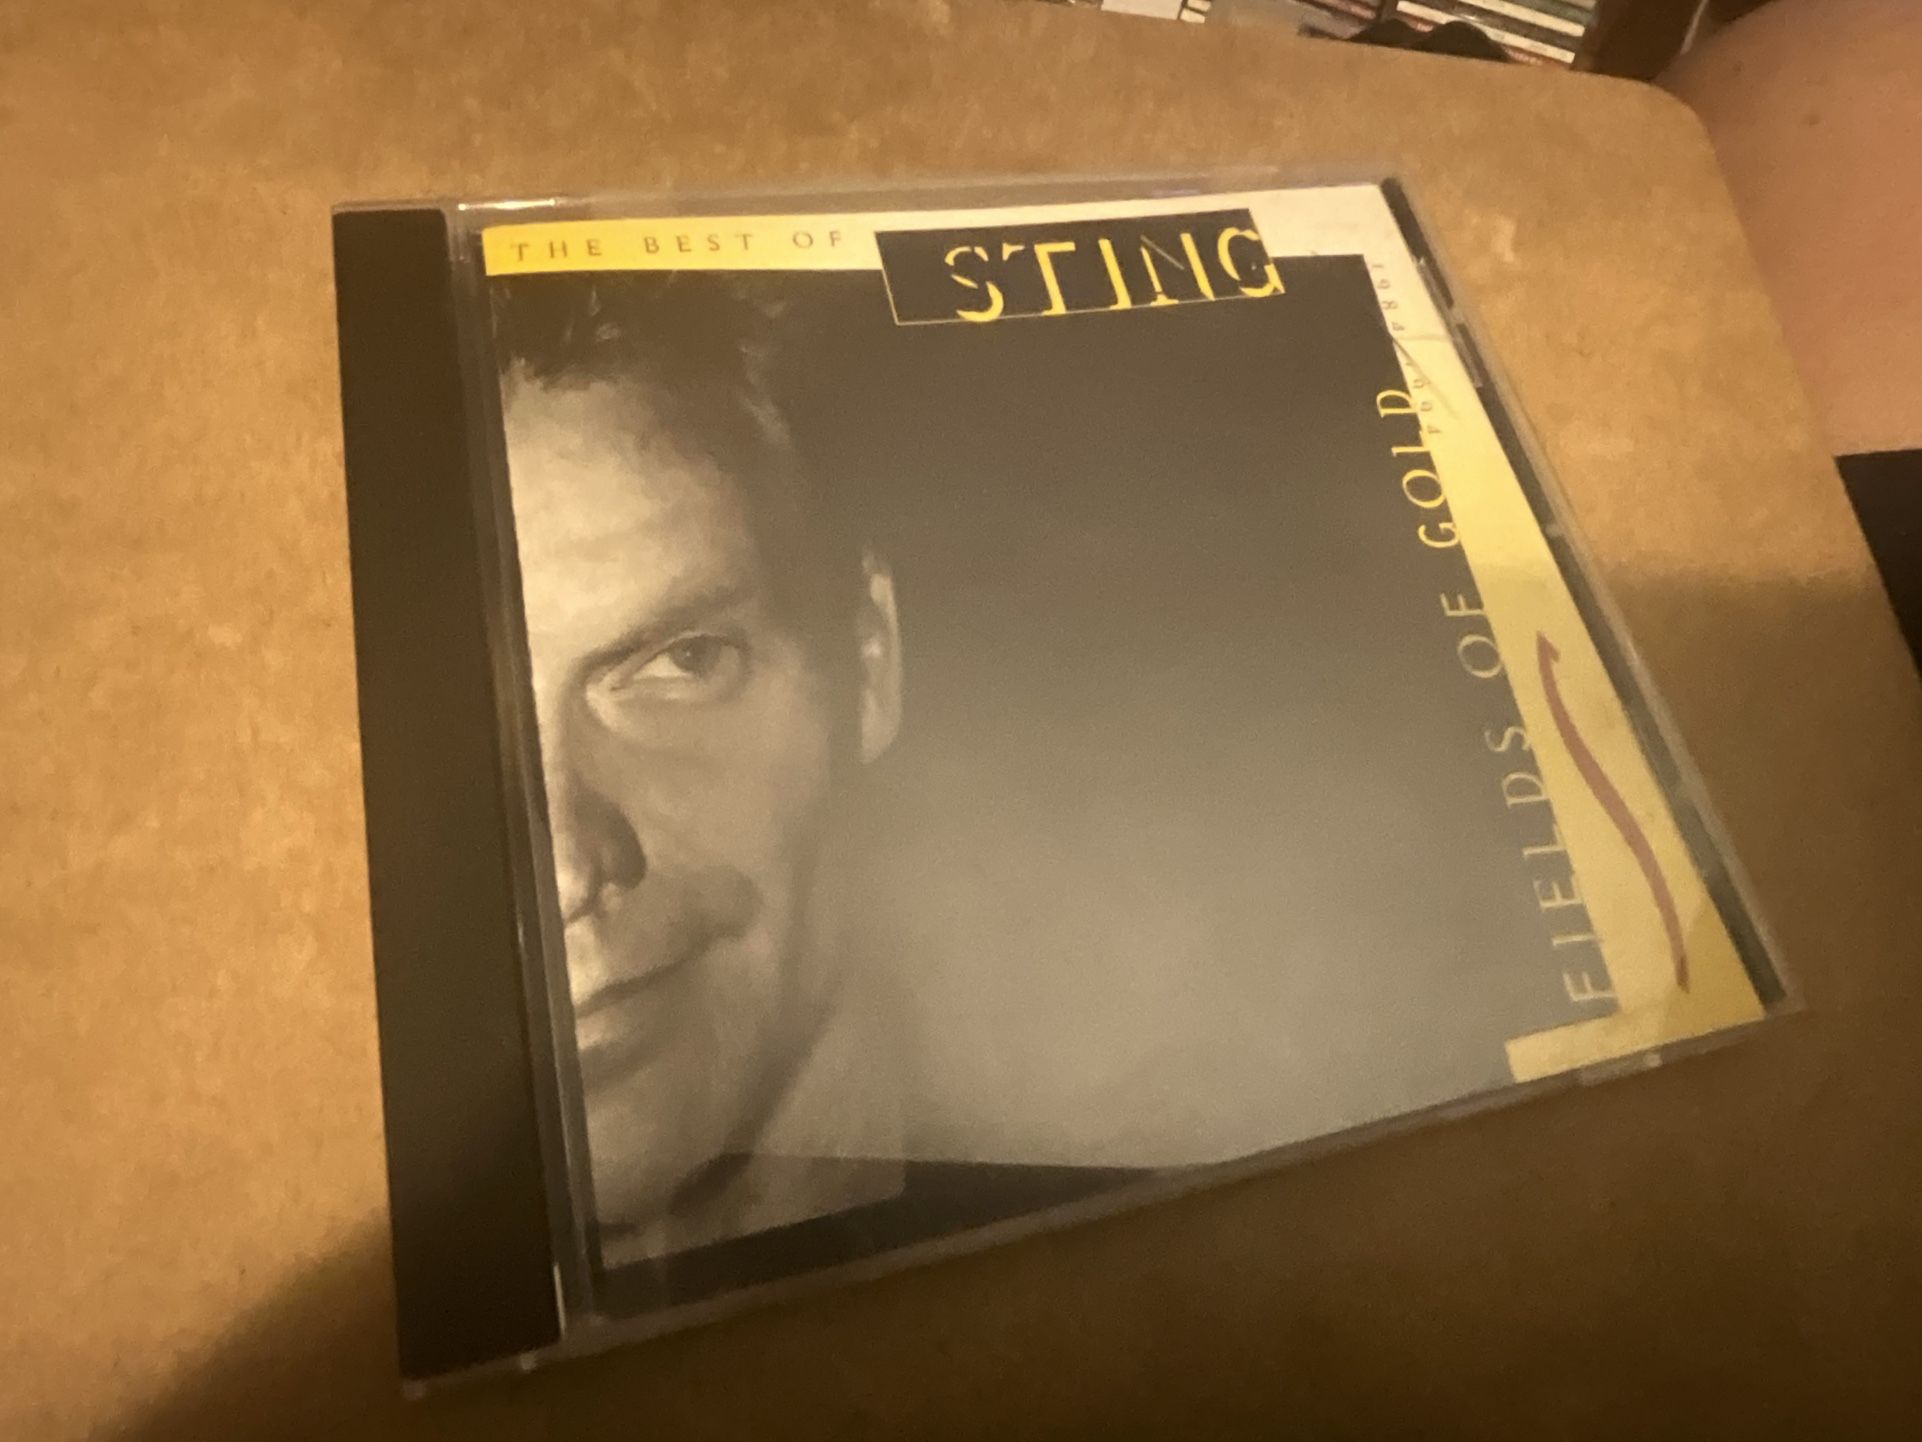 THE BEST OF
STING
1984 1994
FIELDS OF GOLD